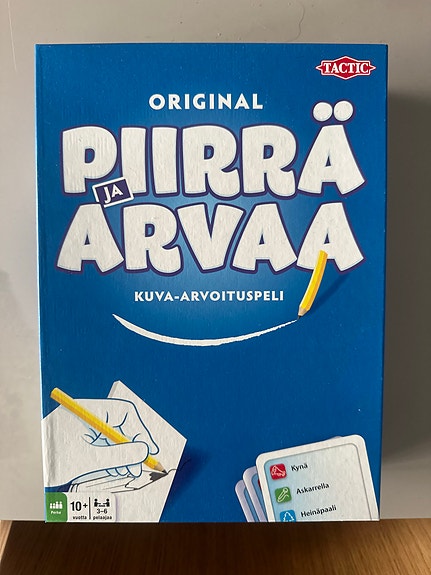 TACTIC
ORIGINAL
PIIRRÄ
JA
ARVAA
KUVA-ARVOITUSPELI
Kynä
Askarrella
Heinäpaali
Perhe
10+
vuotta
3–6
pelaajaa